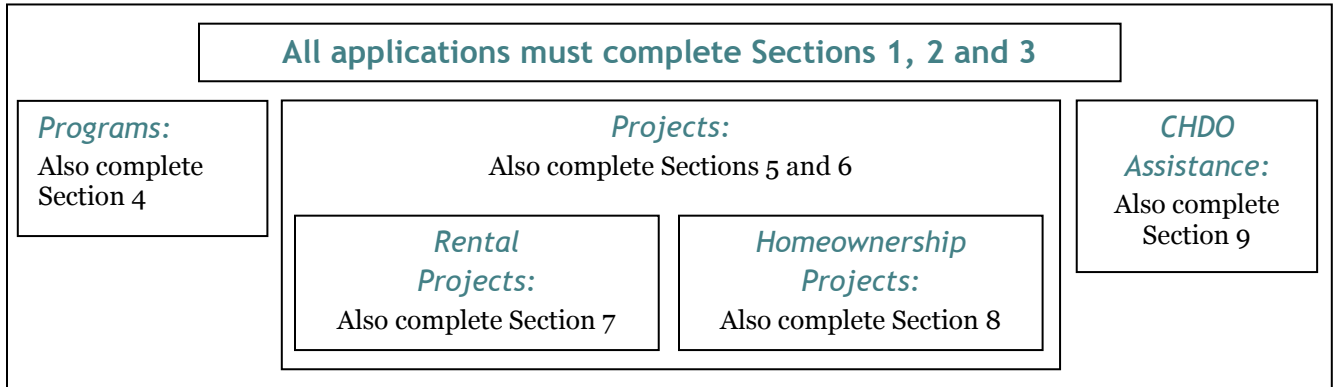 All applications must complete Sections 1, 2 and 3
Programs:
Also complete
Section 4
Projects:
Also complete Sections 5 and 6
Rental
Projects:
Also complete Section 7
Homeownership
Projects:
Also complete Section 8
CHDO
Assistance:
Also complete
Section 9